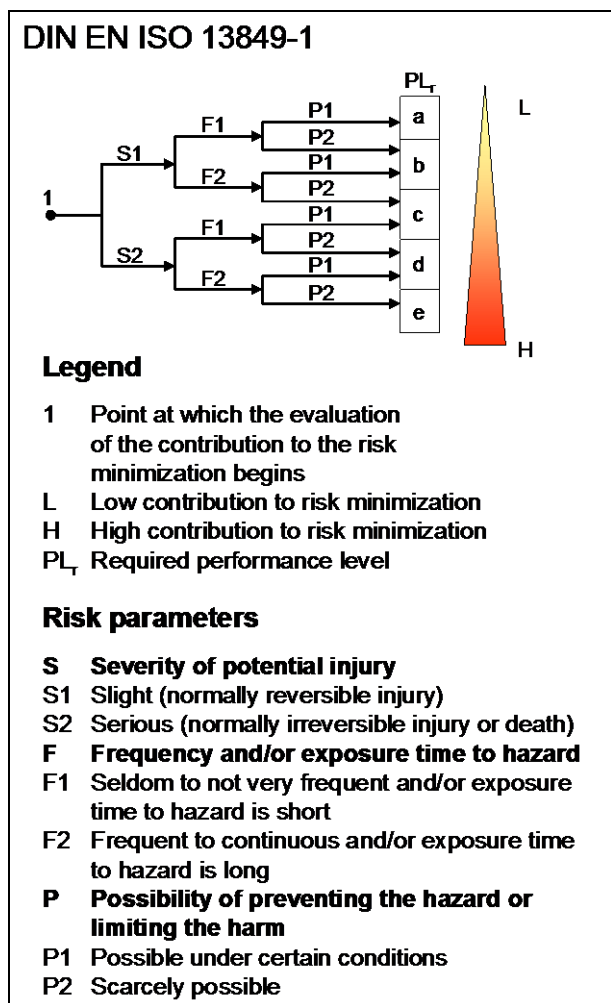 DIN EN ISO 13849-1
PLr
L
P1
a
F1
P2
S1
P1
b
F2
P2
1
P1
c
F1
P2
S2
P1
d
F2
P2
e
H
Legend
1 Point at which the evaluation
of the contribution to the risk
minimization begins
L Low contribution to risk minimization
H High contribution to risk minimization
PLr Required performance level
Risk parameters
S Severity of potential injury
S1 Slight (normally reversible injury)
S2 Serious (normally irreversible injury or death)
F Frequency and/or exposure time to hazard
F1 Seldom to not very frequent and/or exposure
time to hazard is short
F2 Frequent to continuous and/or exposure time
to hazard is long
P Possibility of preventing the hazard or
limiting the harm
P1 Possible under certain conditions
P2 Scarcely possible